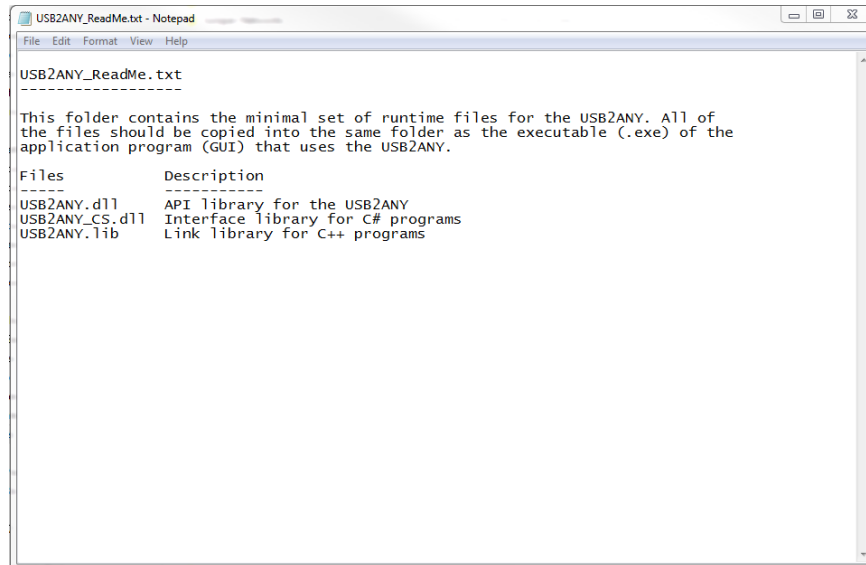 USB2ANY_ReadMe.txt - Notepad
File Edit Format View Help
USB2ANY_ReadMe.txt
------------------
This folder contains the minimal set of runtime files for the USB2ANY. All of
the files should be copied into the same folder as the executable (.exe) of the
application program (GUI) that uses the USB2ANY.
Files Description
----- -----------
USB2ANY.dll API library for the USB2ANY
USB2ANY_CS.dll Interface library for C# programs
USB2ANY.lib Link library for C++ programs